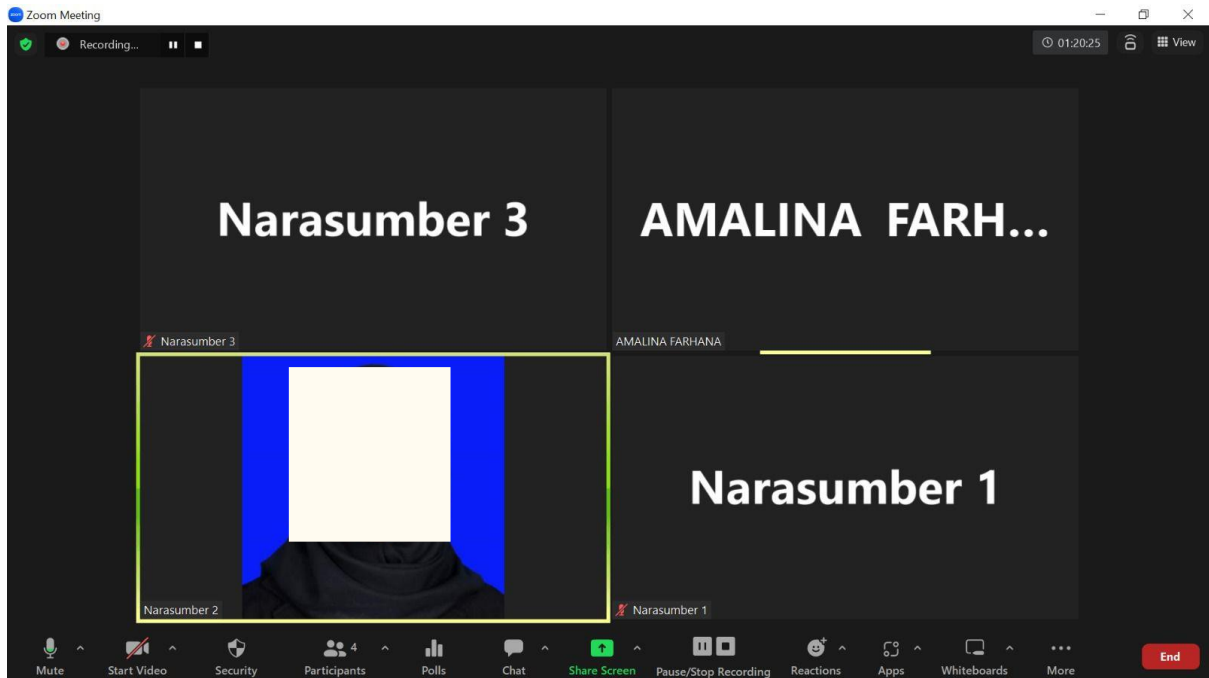 Zoom Meeting
Recording...
01:20:25
View
Narasumber 3
AMALINA FARH...
Narasumber 3
AMALINA FARHANA
Narasumber 1
Narasumber 2
Narasumber 1
Mute
Start Video
Security
4
Participants
Polls
Chat
Share Screen
Pause/Stop Recording
Reactions
Apps
Whiteboards
More
End